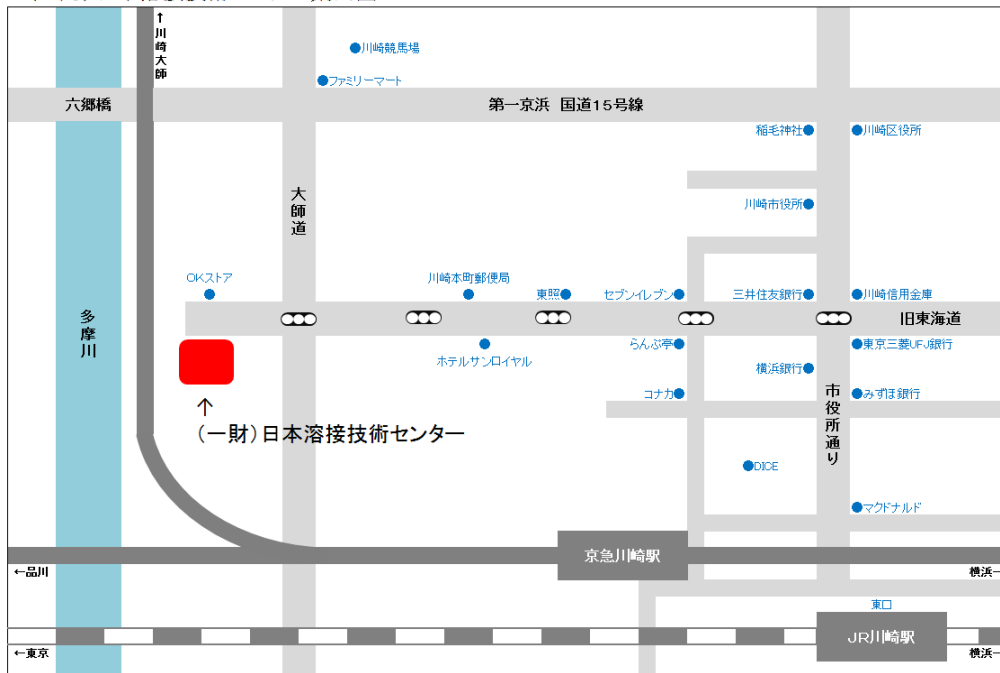 ↑川崎大師
川崎競馬場
ファミリーマート
六郷橋
第一京浜 国道15号線
稲毛神社
川崎区役所
大師道
川崎市役所
OKストア
川崎本町郵便局
東照
セブンイレブン
三井住友銀行
川崎信用金庫
多摩川
旧東海道
らんぶ亭
東京三菱UFJ銀行
ホテルサンロイヤル
横浜銀行
コナカ
みずほ銀行
市役所通り
↑
(一財)日本溶接技術センター
DICE
マクドナルド
京急川崎駅
←品川
横浜→
東口
JR川崎駅
←東京
横浜→